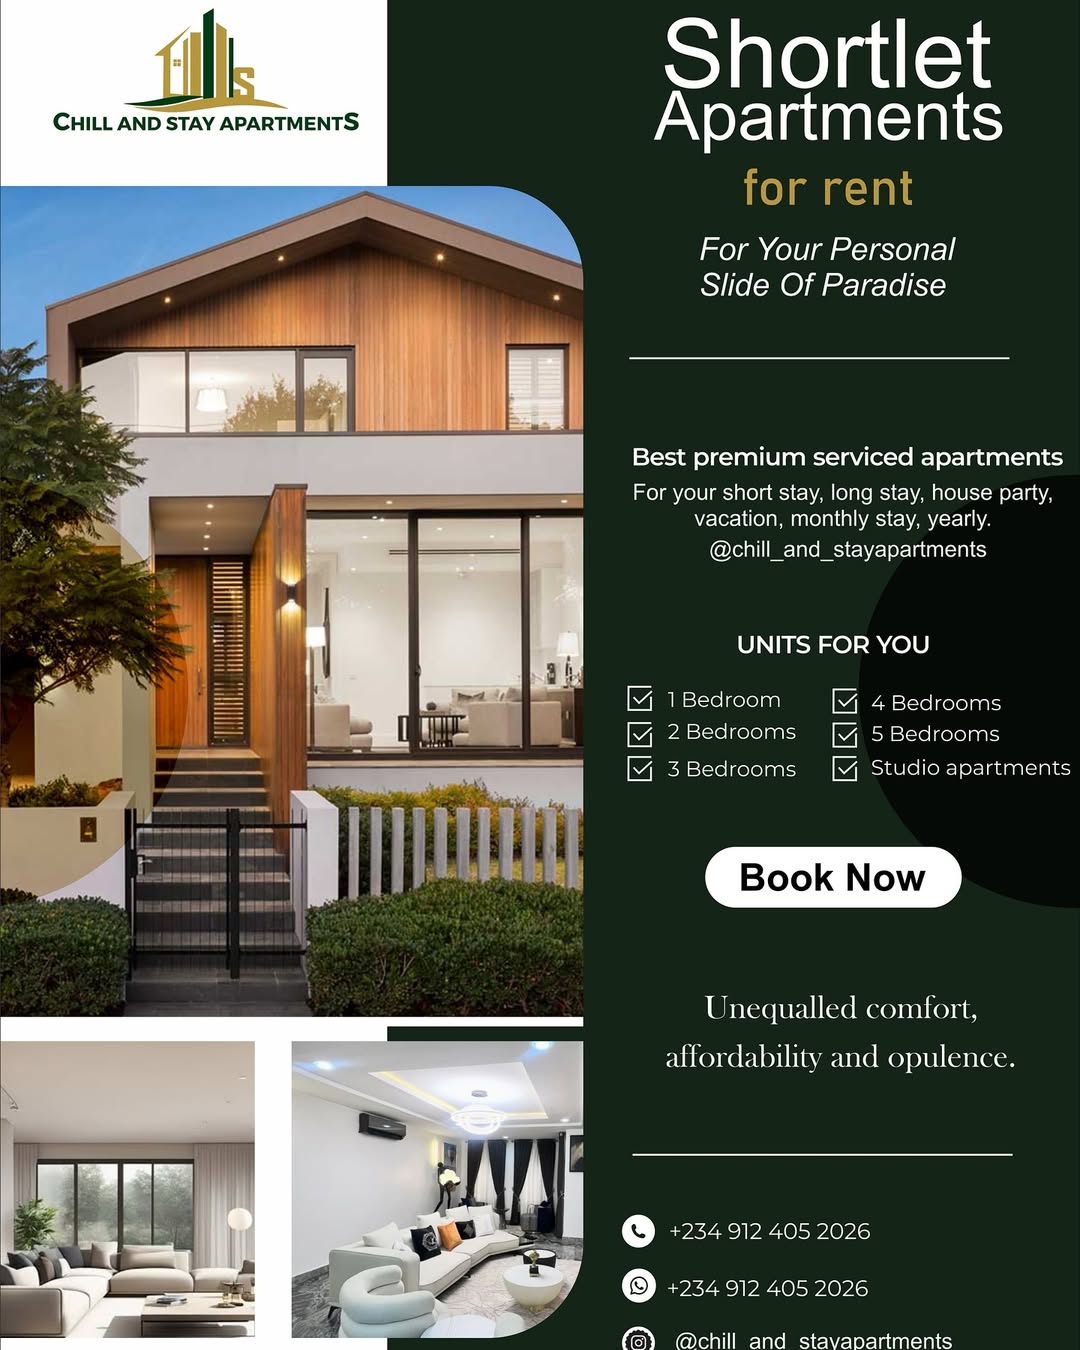 CHILL AND STAY APARTMENTS
Shortlet
Apartments
for rent
For Your Personal
Slide Of Paradise
Best premium serviced apartments
For your short stay, long stay, house party,
vacation, monthly stay, yearly.
@chill_and_stayapartments
UNITS FOR YOU
1 Bedroom
2 Bedrooms
3 Bedrooms
4 Bedrooms
5 Bedrooms
Studio apartments
Book Now
Unequalled comfort,
affordability and opulence.
+234 912 405 2026
+234 912 405 2026
@chill_and_stayapartments